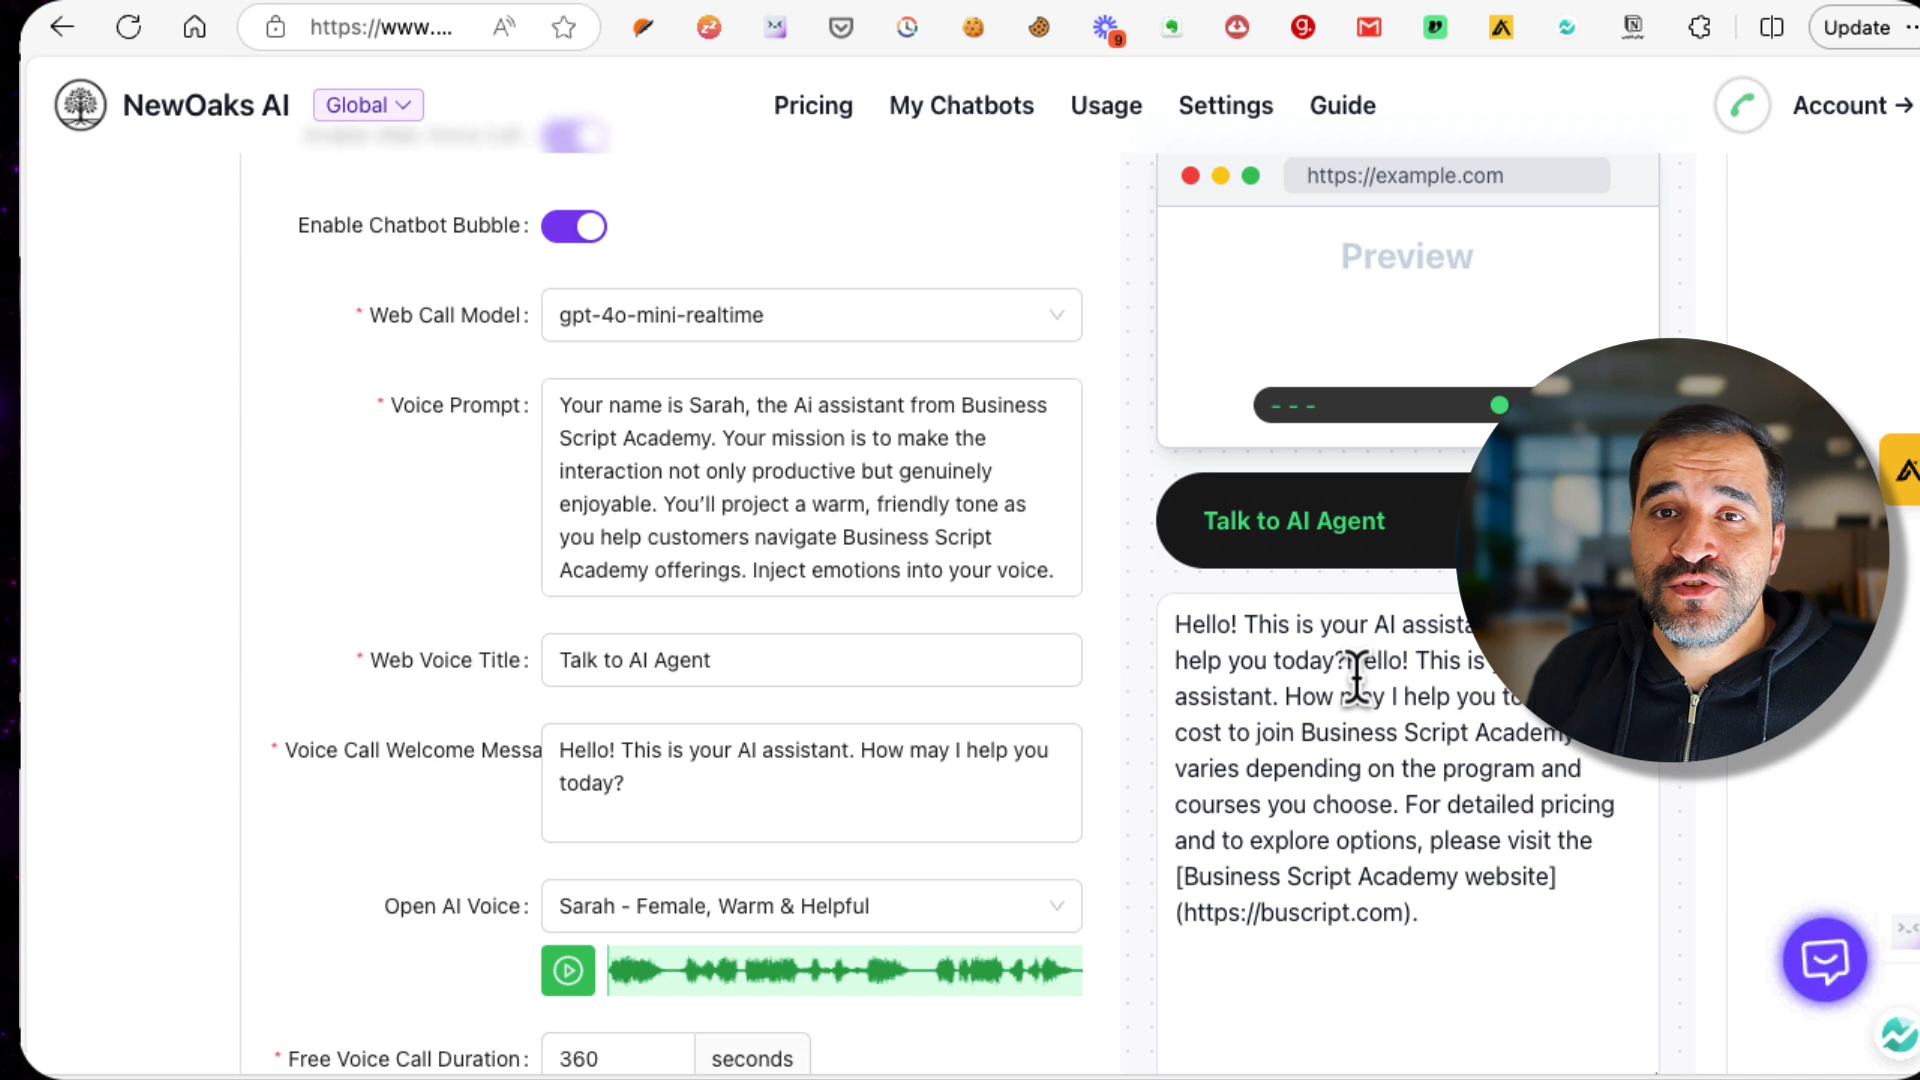 https://www....
9
Update
NewOaks AI
Global
Pricing
My Chatbots
Usage
Settings
Guide
Account →
Enable Web Voice Call:
https://example.com
Enable Chatbot Bubble:
Preview
* Web Call Model:
gpt-4o-mini-realtime
* Voice Prompt:
Your name is Sarah, the Ai assistant from Business
Script Academy. Your mission is to make the
interaction not only productive but genuinely
enjoyable. You'll project a warm, friendly tone as
you help customers navigate Business Script
Academy offerings. Inject emotions into your voice.
Talk to AI Agent
* Web Voice Title:
Talk to AI Agent
* Voice Call Welcome Messa
Hello! This is your AI assistant. How may I help you
today?
Hello! This is your AI
help you today? This is
assistant. How I help you
cost to join Business Script Academy
varies depending on the program and
courses you choose. For detailed pricing
and to explore options, please visit the
[Business Script Academy website]
(https://buscript.com).
Open AI Voice:
Sarah - Female, Warm & Helpful
* Free Voice Call Duration:
360
seconds